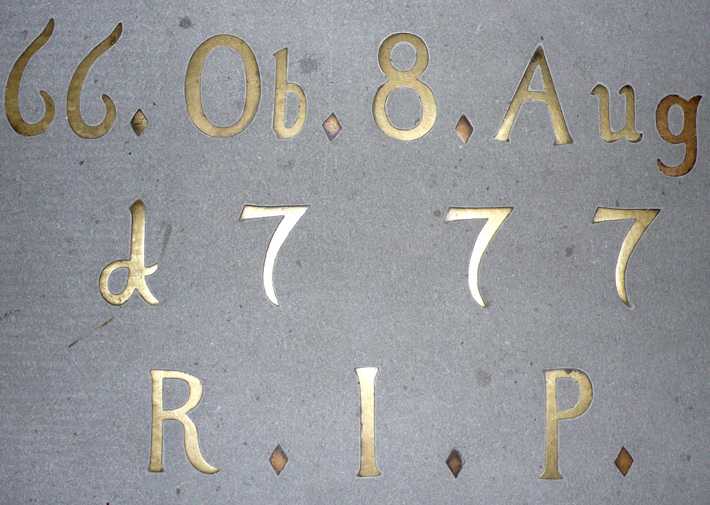 66. Ob. 8. Aug
d 7 7 7
R. I. P.